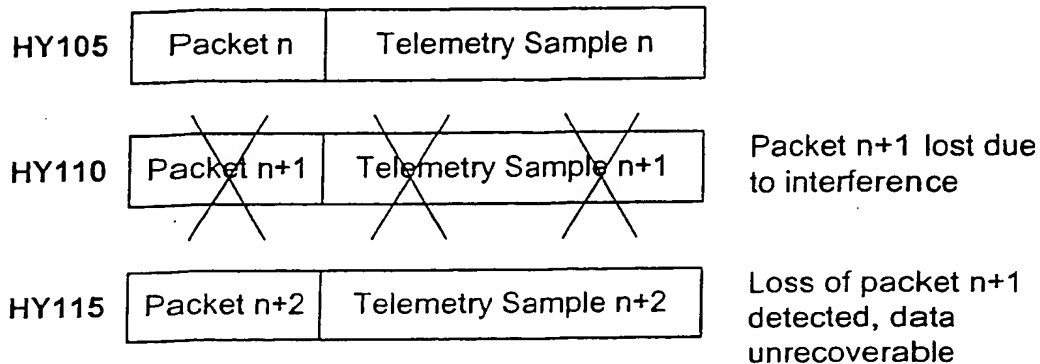 HY105 Packet n Telemetry Sample n
HY110 Packet n+1 Telemetry Sample n+1
Packet n+1 lost due
to interference
HY115 Packet n+2 Telemetry Sample n+2
Loss of packet n+1
detected, data
unrecoverable